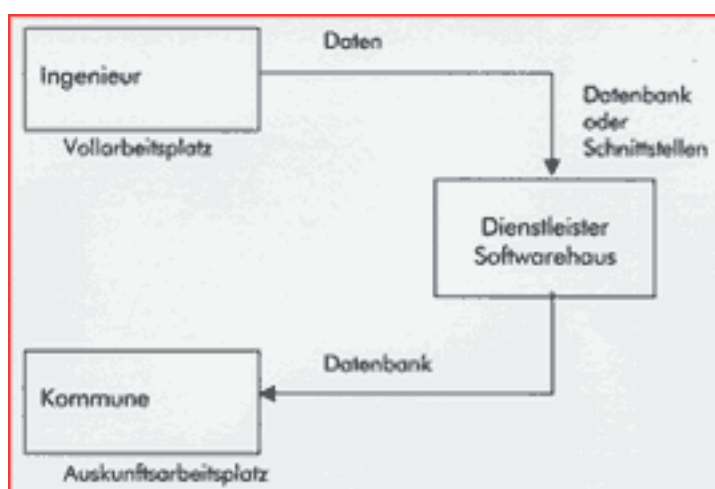 Daten
Ingenieur
Vollarbeitsplatz
Datenbank
oder
Schnittstellen
Dienstleister
Softwarehaus
Datenbank
Kommune
Auskunftsarbeitsplatz